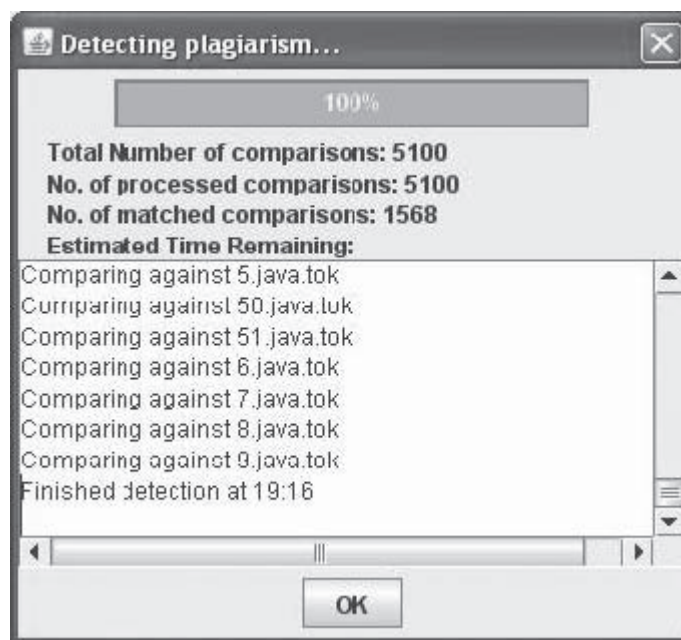 Detecting plagiarism...
100%
Total Number of comparisons: 5100
No. of processed comparisons: 5100
No. of matched comparisons: 1568
Estimated Time Remaining:
Comparing against 5.java.tok
Comparing against 50.java.tok
Comparing against 51.java.tok
Comparing against 6.java.tok
Comparing against 7.java.tok
Comparing against 8.java.tok
Comparing against 9.java.tok
Finished detection at 19:16
OK